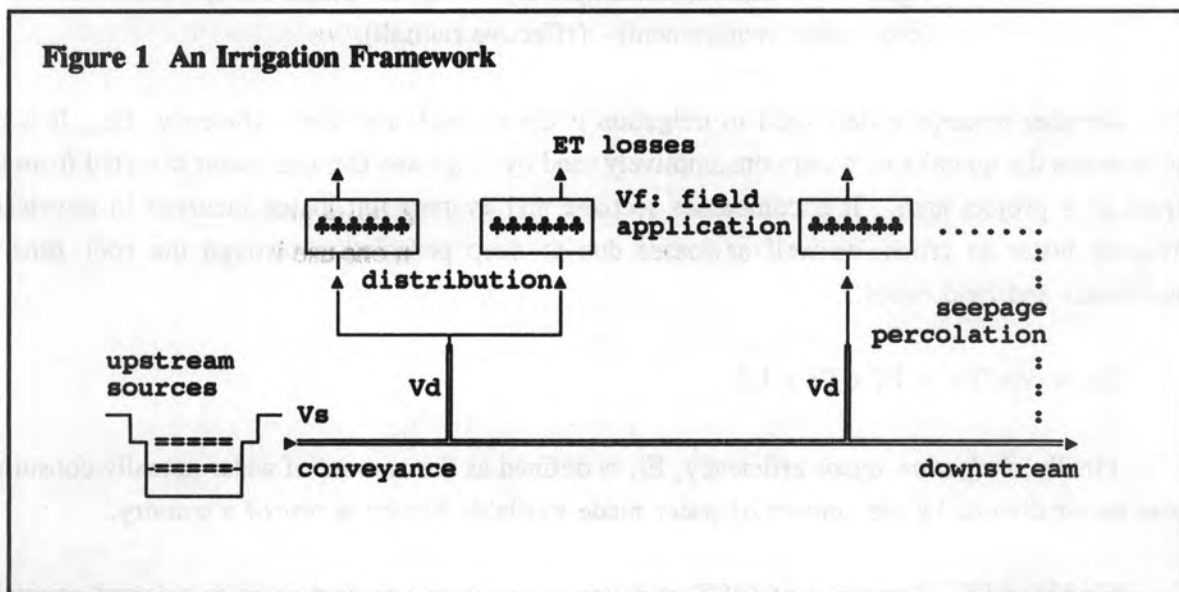 Figure 1 An Irrigation Framework
ET losses
Vf: field
application
distribution
seepage
percolation
upstream
sources
Vd
Vd
Vs
conveyance
downstream